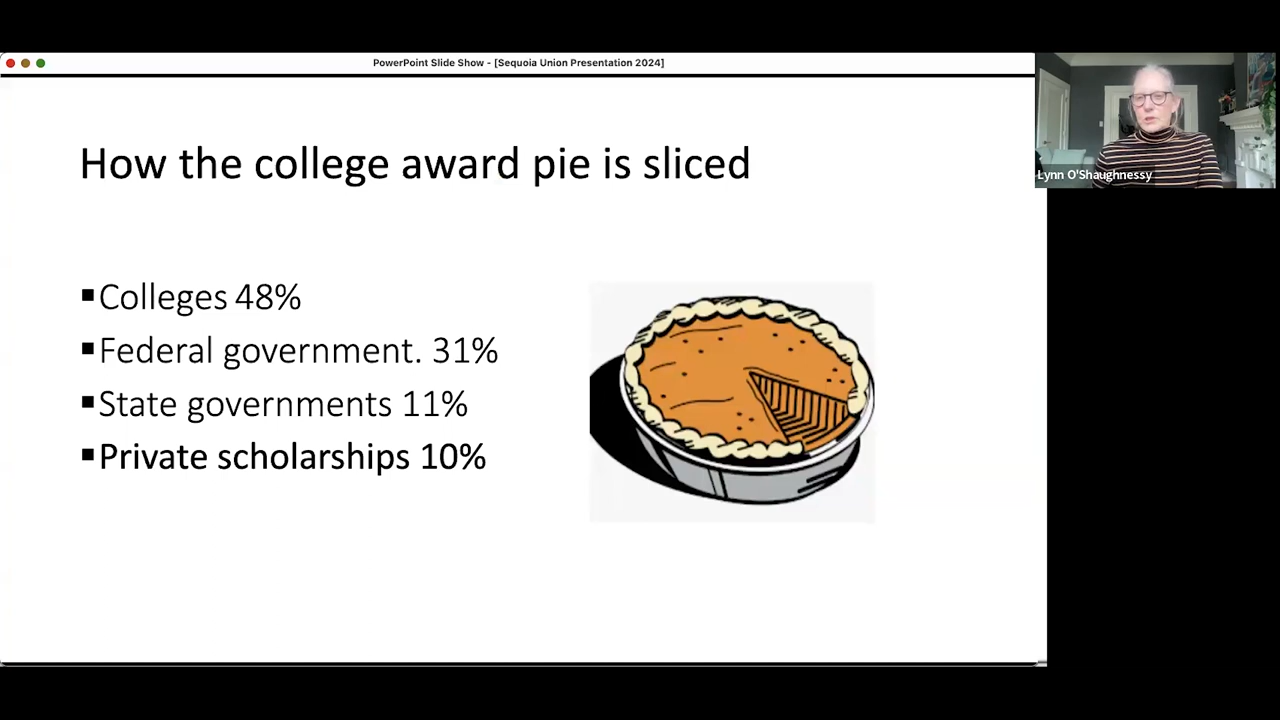 PowerPoint Slide Show - [Sequoia Union Presentation 2024]
How the college award pie is sliced
▪Colleges 48%
▪Federal government. 31%
▪State governments 11%
▪Private scholarships 10%
Lynn O'Shaughnessy